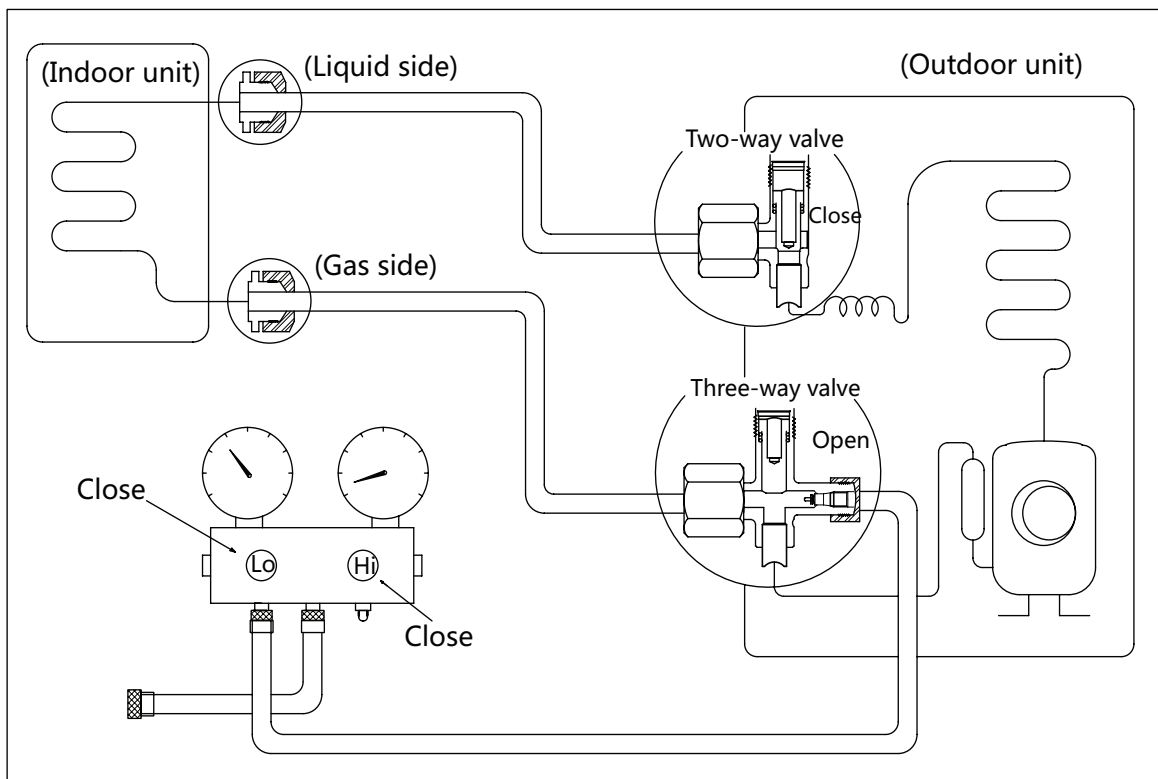 (Indoor unit)
(Liquid side)
(Outdoor unit)
Two-way valve
Close
(Gas side)
Three-way valve
Open
Close
Lo
Hi
Close